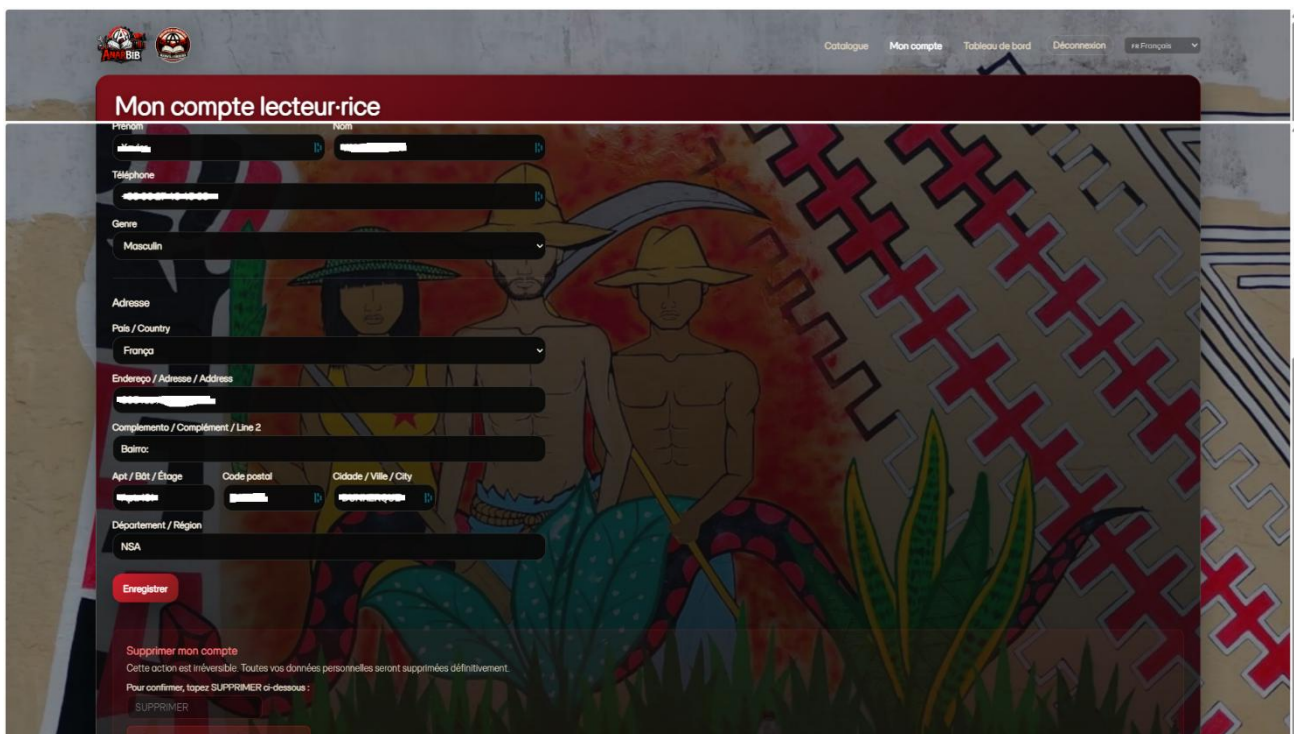 ANARBIB
Catalogue Mon compte Tableau de bord Déconnexion FR Français
Mon compte lecteur·rice
Prénom Nom
Téléphone
Genre
Masculin
Adresse
País / Country
França
Endereço / Adresse / Address
Complemento / Complément / Line 2
Bairro:
Apt / Bât / Étage Code postal Cidade / Ville / City
Département / Région
NSA
Enregistrer
Supprimer mon compte
Cette action est irréversible. Toutes vos données personnelles seront supprimées définitivement.
Pour confirmer, tapez SUPPRIMER ci-dessous :
SUPPRIMER